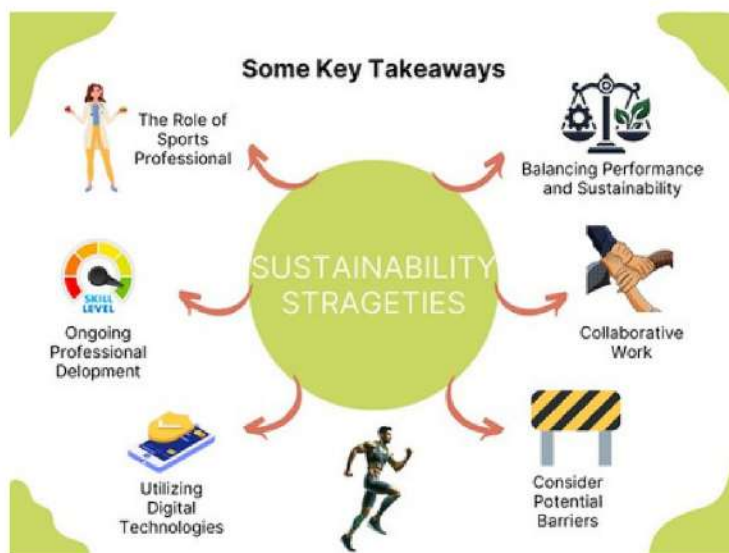 Some Key Takeaways
The Role of
Sports
Professional
Balancing Performance
and Sustainability
SUSTAINABILITY
STRAGETIES
SKILL
LEVEL
Ongoing
Professional
Delopment
Collaborative
Work
Utilizing
Digital
Technologies
Consider
Potential
Barriers